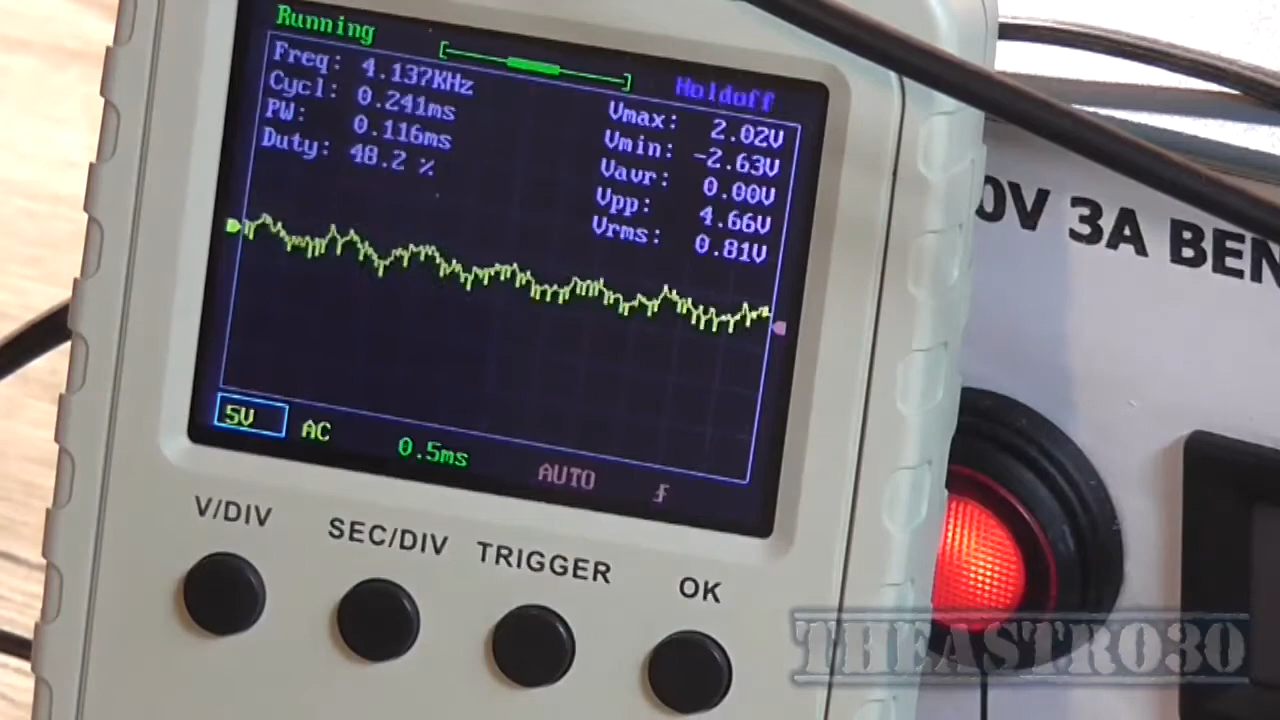 Running
Holdoff
Freq: 4.137KHz
Cycl: 0.241ms
PW: 0.116ms
Duty: 48.2 %
Vmax: 2.02V
Vmin: -2.63V
Vavr: 0.00V
Vpp: 4.66V
Vrms: 0.81V
5V AC 0.5ms AUTO
V/DIV SEC/DIV TRIGGER OK
0V 3A BEN
THEASTRO30